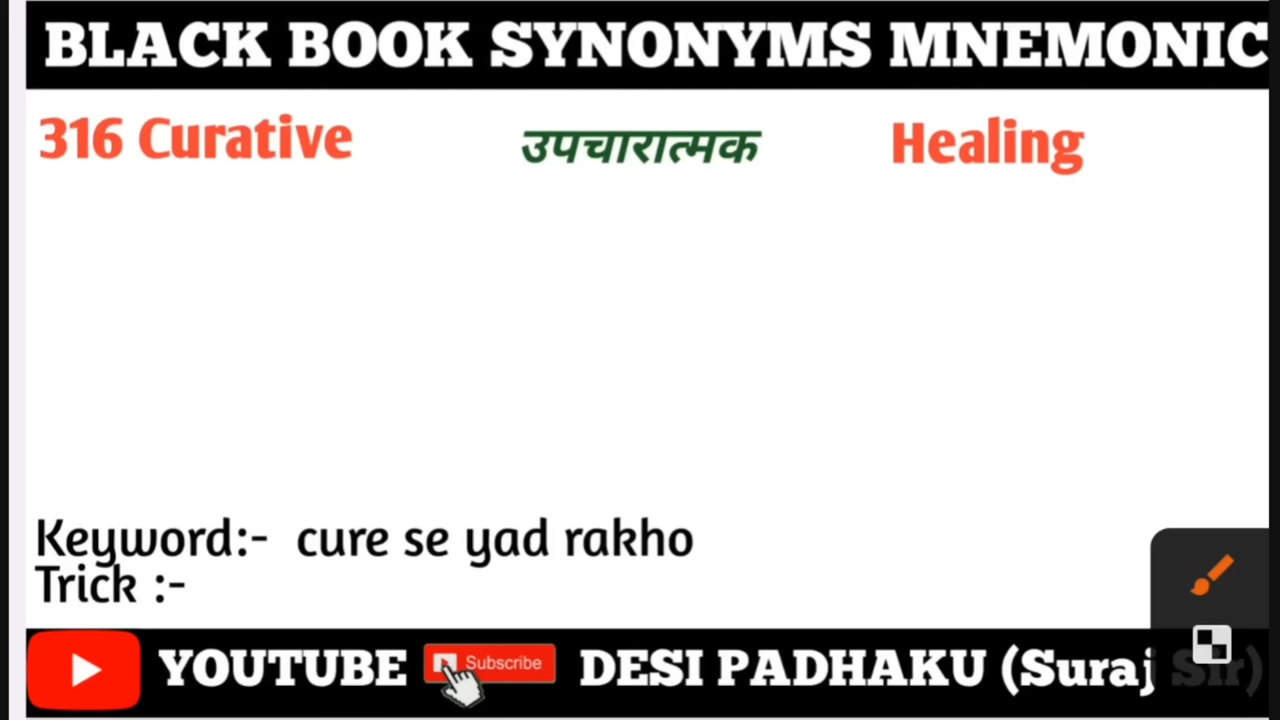 BLACK BOOK SYNONYMS MNEMONIC
316 Curative उपचारात्मक Healing
Keyword:- cure se yad rakho
Trick :-
YOUTUBE Subscribe DESI PADHAKU (Suraj Sir)